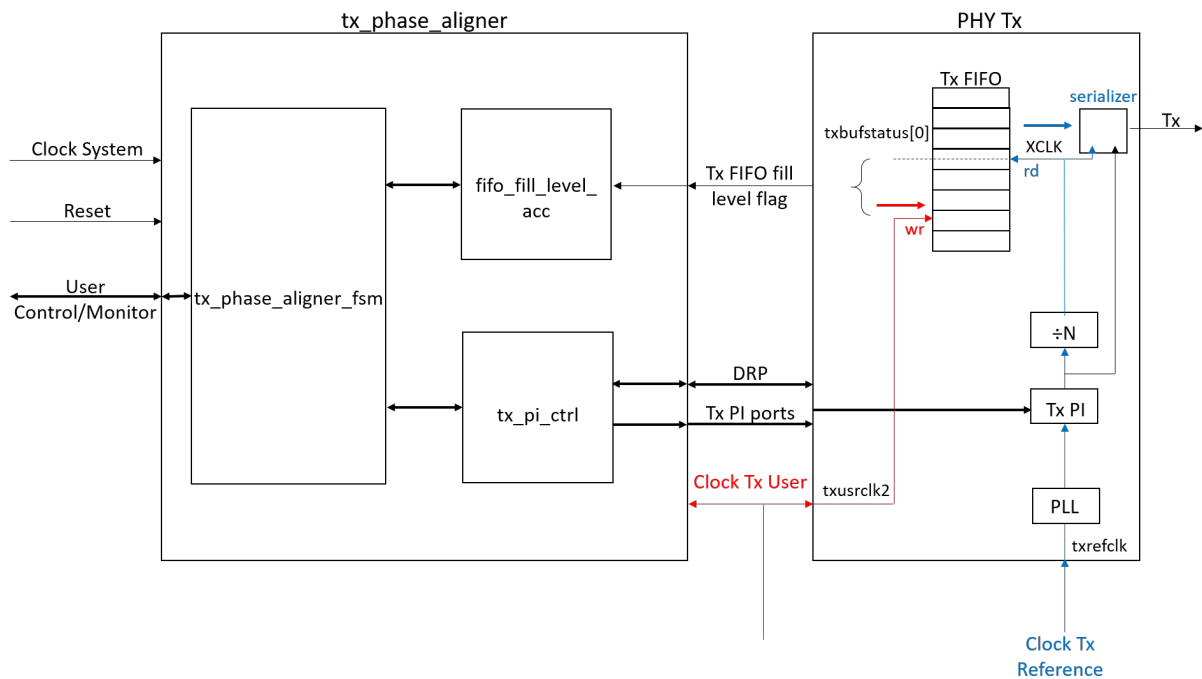 tx_phase_aligner
PHY Tx
Tx FIFO
serializer
txbufstatus[0]
Tx
Clock System
XCLK
rd
Tx FIFO fill
level flag
fifo_fill_level_
acc
Reset
wr
User
Control/Monitor
tx_phase_aligner_fsm
÷N
DRP
tx_pi_ctrl
Tx PI ports
Tx PI
Clock Tx User
txusrclk2
PLL
txrefclk
Clock Tx
Reference